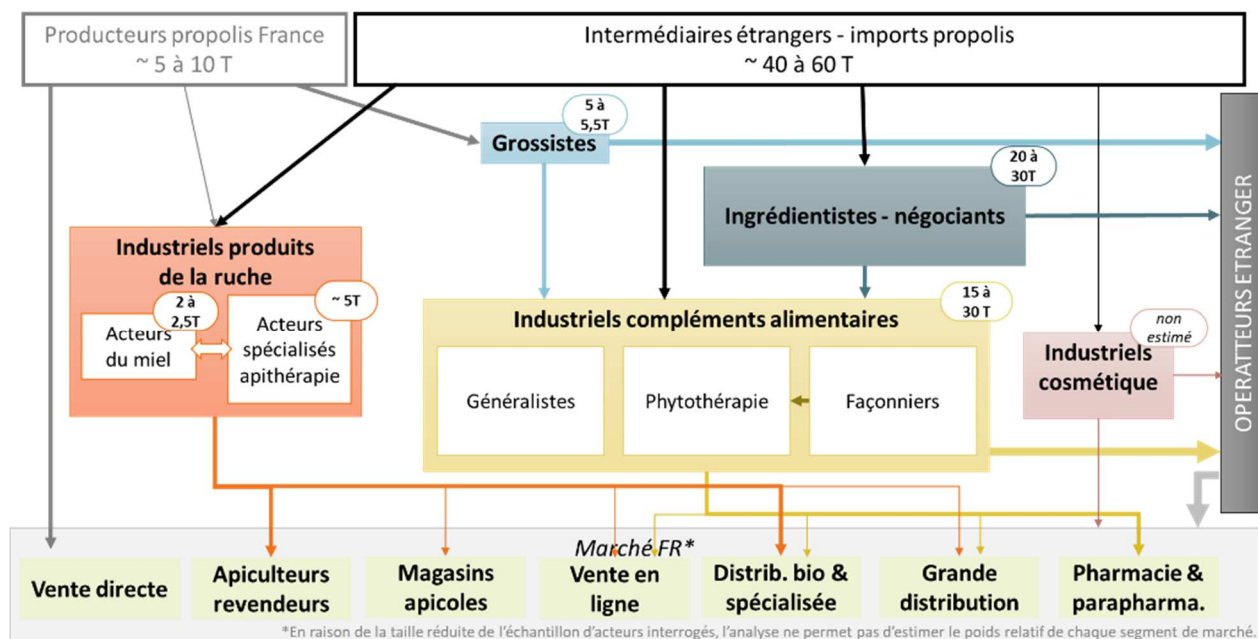 Producteurs propolis France
~ 5 à 10 T
Intermédiaires étrangers - imports propolis
~ 40 à 60 T
5 à
5,5T
Grossistes
20 à
30T
Ingrédientistes - négociants
OPERATTEURS ETRANGER
Industriels produits
de la ruche
2 à
2,5T
~ 5T
Acteurs
du miel
Acteurs
spécialisés
apithérapie
15 à
30 T
Industriels compléments alimentaires
Généralistes
Phytothérapie
Façonniers
non
estimé
Industriels
cosmétique
Marché FR*
Vente directe
Apiculteurs
revendeurs
Magasins
apicoles
Vente en
ligne
Distrib. bio &
spécialisée
Grande
distribution
Pharmacie &
parapharma.
*En raison de la taille réduite de l'échantillon d'acteurs interrogés, l'analyse ne permet pas d'estimer le poids relatif de chaque segment de marché